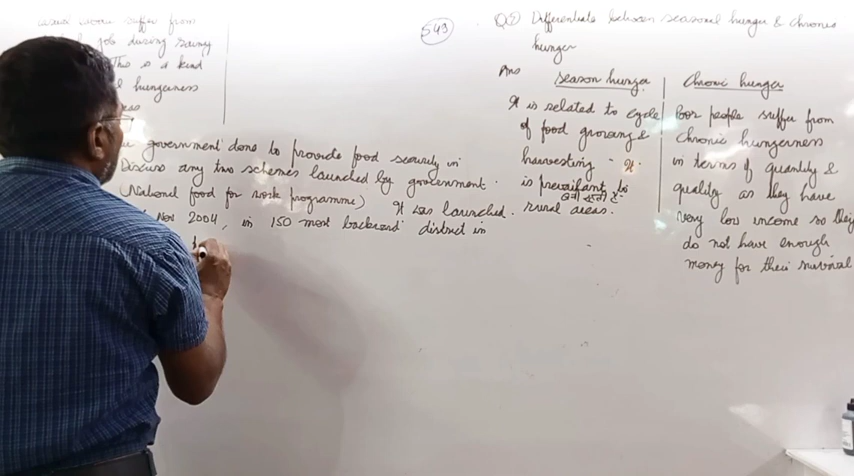 usual work suffer from
job during rainy
This is a kind
hungerness
543
Q(8) Differentiate between seasonal hunger & chronic
hunger
Ans
season hunger
It is related to cycle
of food growing &
harvesting - It
is prevailant to
rural areas.
Chronic hunger
Poor people suffer from
chronic hungerness
in terms of quantity &
quality as they have
very low income so they
do not have enough
money for their survival
government done to provide food security in
Discuss any two schemes launched by government.
(National food for work programme) It was launched.
Nov 2004, in 150 most backward district in